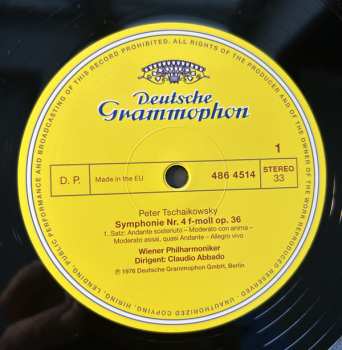 ALL RIGHTS OF THE PRODUCER AND OF THE OWNER OF THE WORK REPRODUCED RESERVED. UNAUTHORIZED COPYING, HIRING, LENDING, PUBLIC PERFORMANCE AND BROADCASTING OF THIS RECORD PROHIBITED.
Deutsche
Grammophon
1
D. P.
Made in the EU
486 4514
STEREO
33
Peter Tschaikowsky
Symphonie Nr. 4 f-moll op. 36
1. Satz: Andante sostenuto – Moderato con anima –
Moderato assai, quasi Andante – Allegro vivo
Wiener Philharmoniker
Dirigent: Claudio Abbado
℗ 1976 Deutsche Grammophon GmbH, Berlin